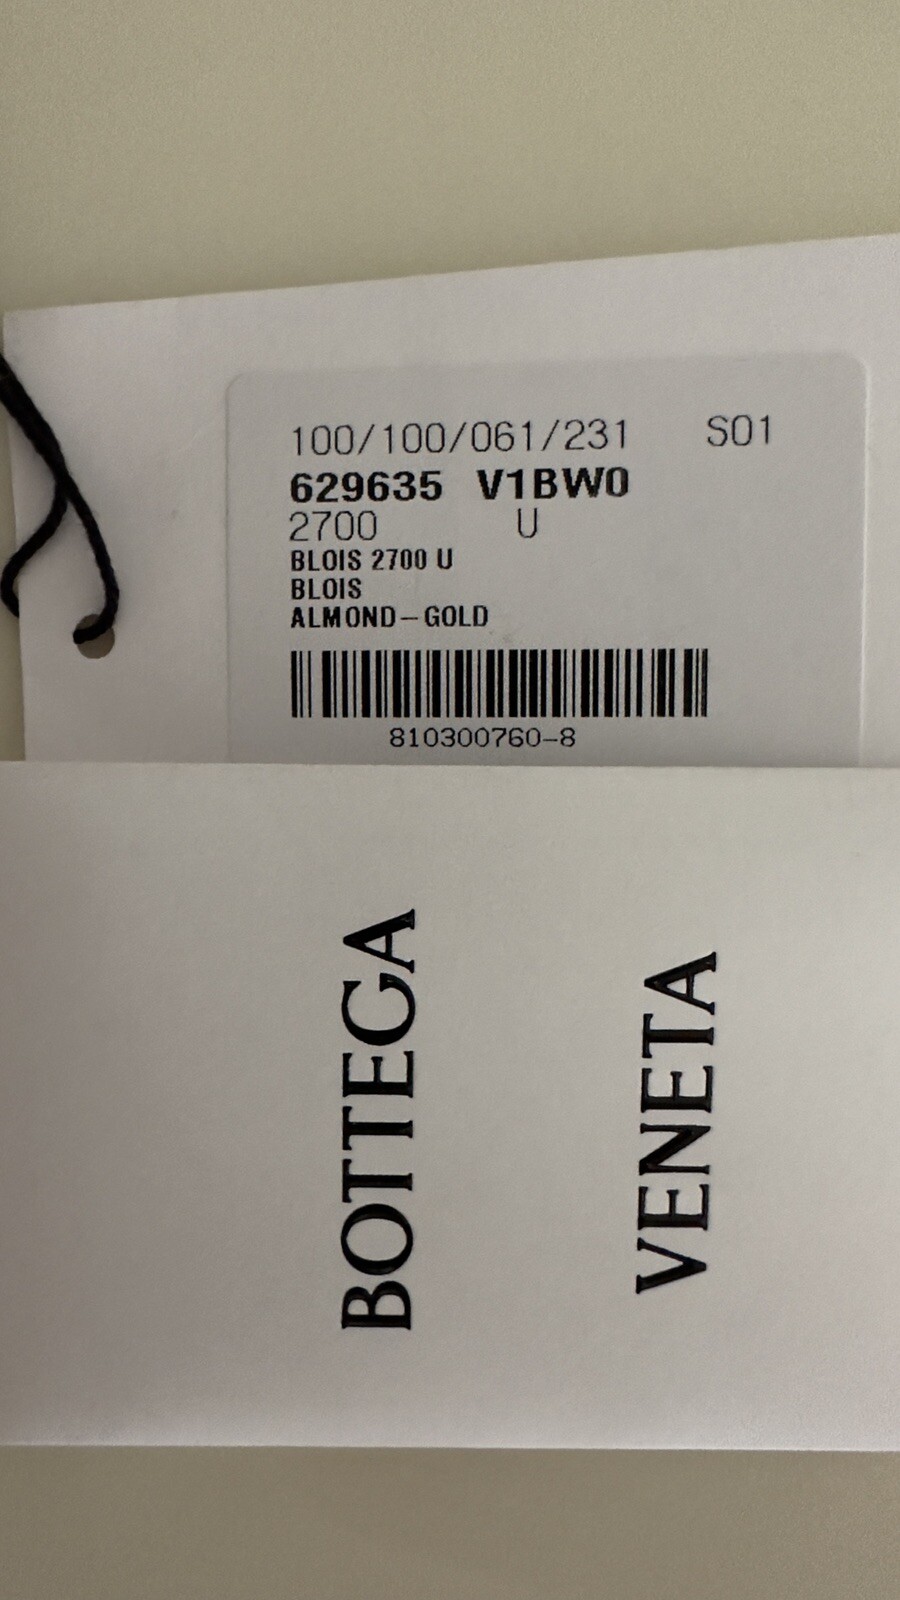 100/100/061/231 S01
629635 V1BW0
2700 U
BLOIS 2700 U
BLOIS
ALMOND-GOLD
810300760-8
BOTTEGA
VENETA